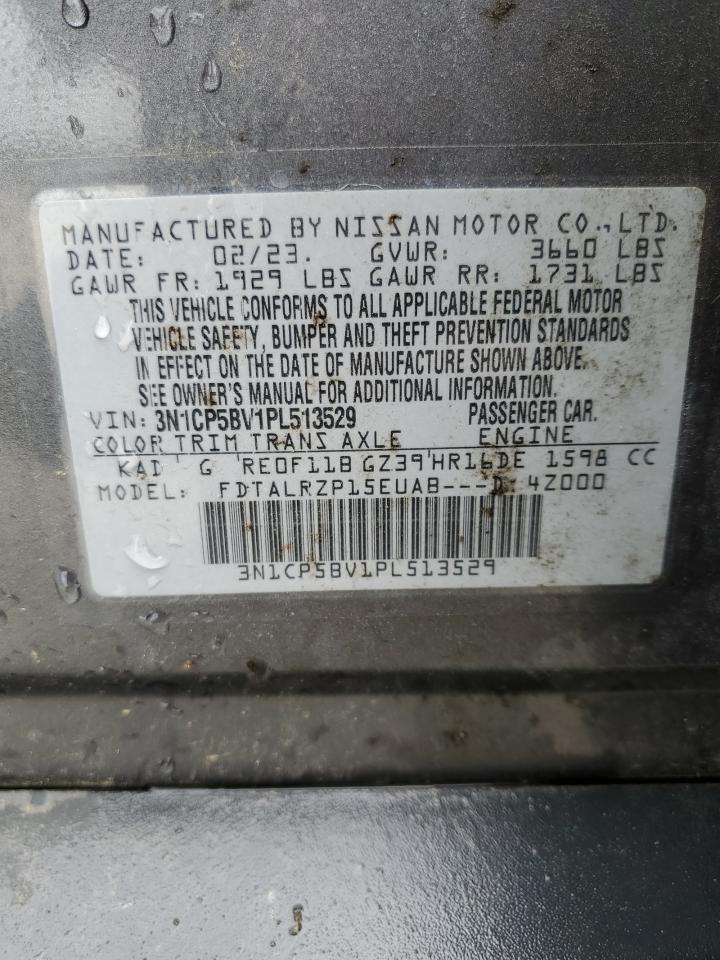 MANUFACTURED BY NISSAN MOTOR CO., LTD.
DATE: 02/23. GVWR: 3660 LBS
GAWR FR: 1929 LBS GAWR RR: 1731 LBS
THIS VEHICLE CONFORMS TO ALL APPLICABLE FEDERAL MOTOR
VEHICLE SAFETY, BUMPER AND THEFT PREVENTION STANDARDS
IN EFFECT ON THE DATE OF MANUFACTURE SHOWN ABOVE.
SEE OWNER'S MANUAL FOR ADDITIONAL INFORMATION.
VIN: 3N1CP5BV1PL513529 PASSENGER CAR.
COLOR TRIM TRANS AXLE ENGINE
KAD G RE0F11B GZ39 HR16DE 1598 CC
MODEL: FDTALRZP15EUAB---D 4Z000
3N1CP5BV1PL513529